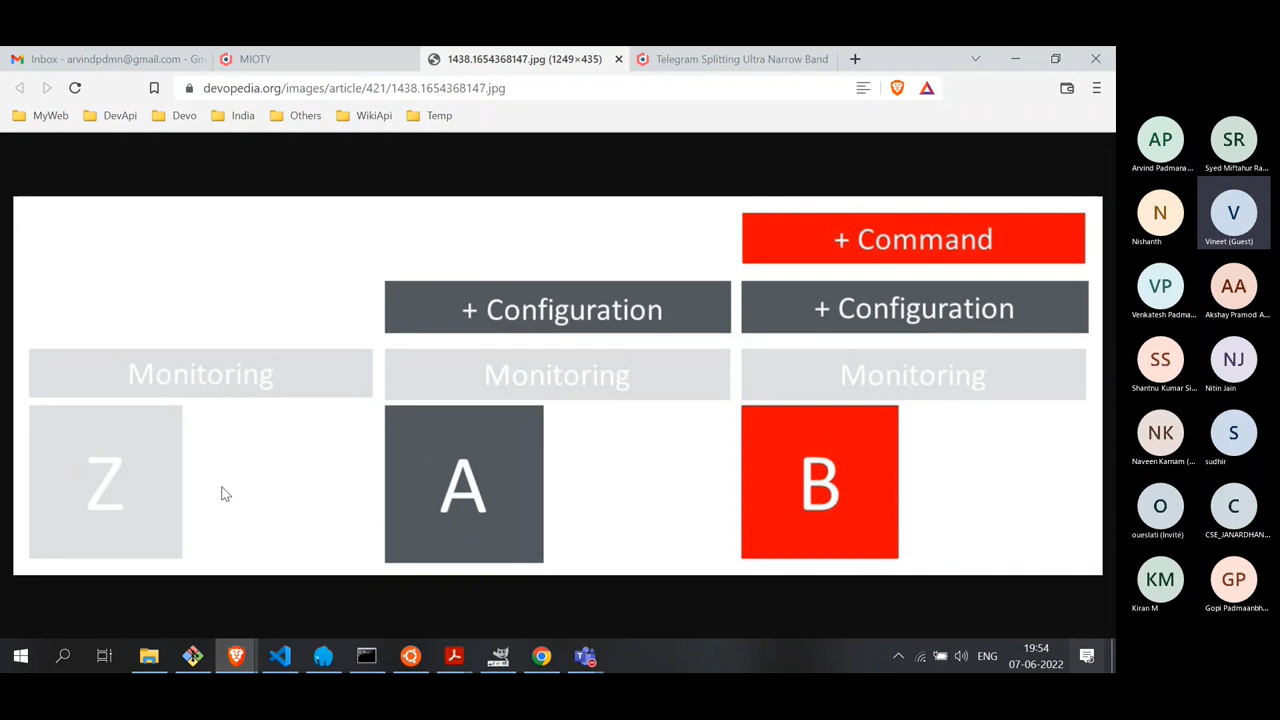 Inbox - arvindpdmn@gmail.com - Gm
MIOTY
1438.1654368147.jpg (1249×435)
Telegram Splitting Ultra Narrow Band
devopedia.org/images/article/421/1438.1654368147.jpg
MyWeb
DevApi
Devo
India
Others
WikiApi
Temp
+ Command
+ Configuration
+ Configuration
Monitoring
Monitoring
Monitoring
Z
A
B
AP
SR
Arvind Padmana...
Syed Miftahur Ra...
N
V
Nishanth
Vineet (Guest)
VP
AA
Venkatesh Padma...
Akshay Pramod A...
SS
NJ
Shantnu Kumar Si...
Nitin Jain
NK
S
Naveen Karnam (...
sudhir
O
C
oueslati (Invité)
CSE_JANARDHAN...
KM
GP
Kiran M
Gopi Padmaanbh...
ENG
19:54
07-06-2022